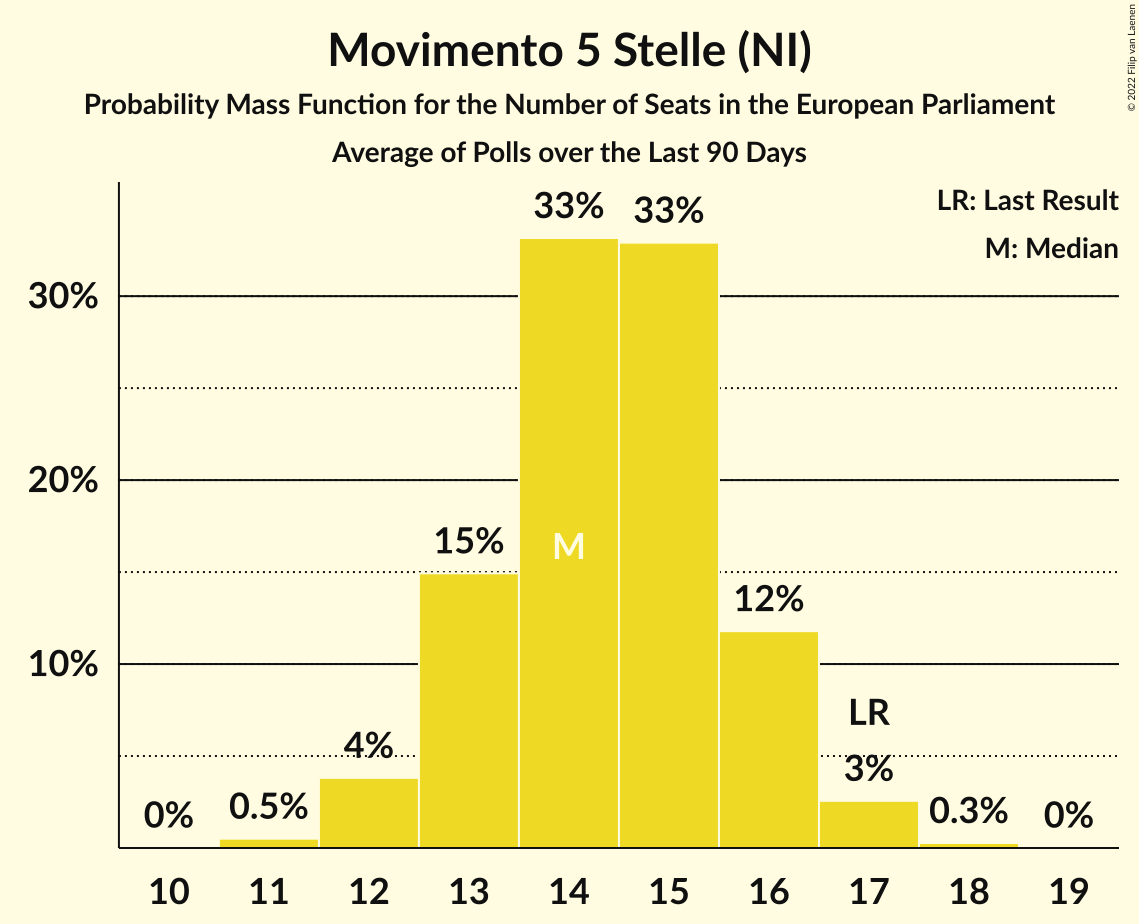 Movimento 5 Stelle (NI)
Probability Mass Function for the Number of Seats in the European Parliament
Average of Polls over the Last 90 Days
© 2022 Filip van Laenen
LR: Last Result
M: Median
33%
33%
30%
20%
15%
M
12%
10%
LR
4%
3%
0%
0.5%
0.3%
0%
10 11 12 13 14 15 16 17 18 19